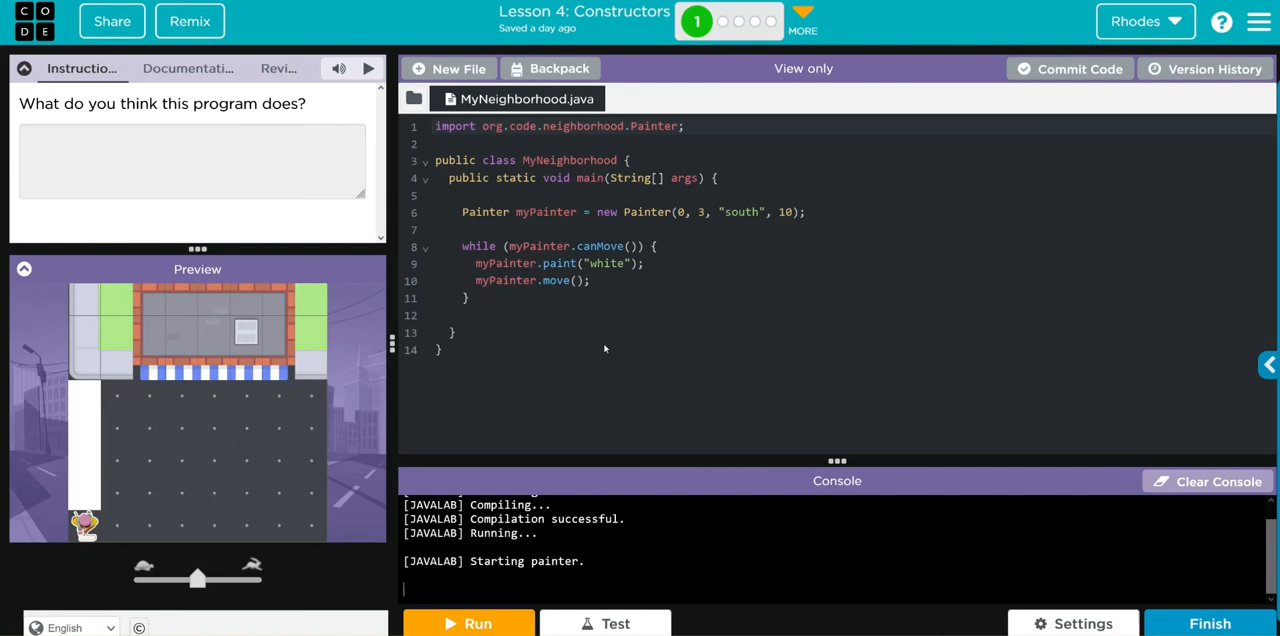 C O
D E
Share
Remix
Lesson 4: Constructors
Saved a day ago
1
MORE
Rhodes
?
Instructio...
Documentati...
Revi...
New File
Backpack
View only
Commit Code
Version History
What do you think this program does?
MyNeighborhood.java
1 import org.code.neighborhood.Painter;
2
3 public class MyNeighborhood {
4 public static void main(String[] args) {
5
6 Painter myPainter = new Painter(0, 3, "south", 10);
7
8 while (myPainter.canMove()) {
9 myPainter.paint("white");
10 myPainter.move();
11 }
12
13 }
14 }
Preview
Console
Clear Console
[JAVALAB] Compiling...
[JAVALAB] Compilation successful.
[JAVALAB] Running...
[JAVALAB] Starting painter.
English
©
Run
Test
Settings
Finish